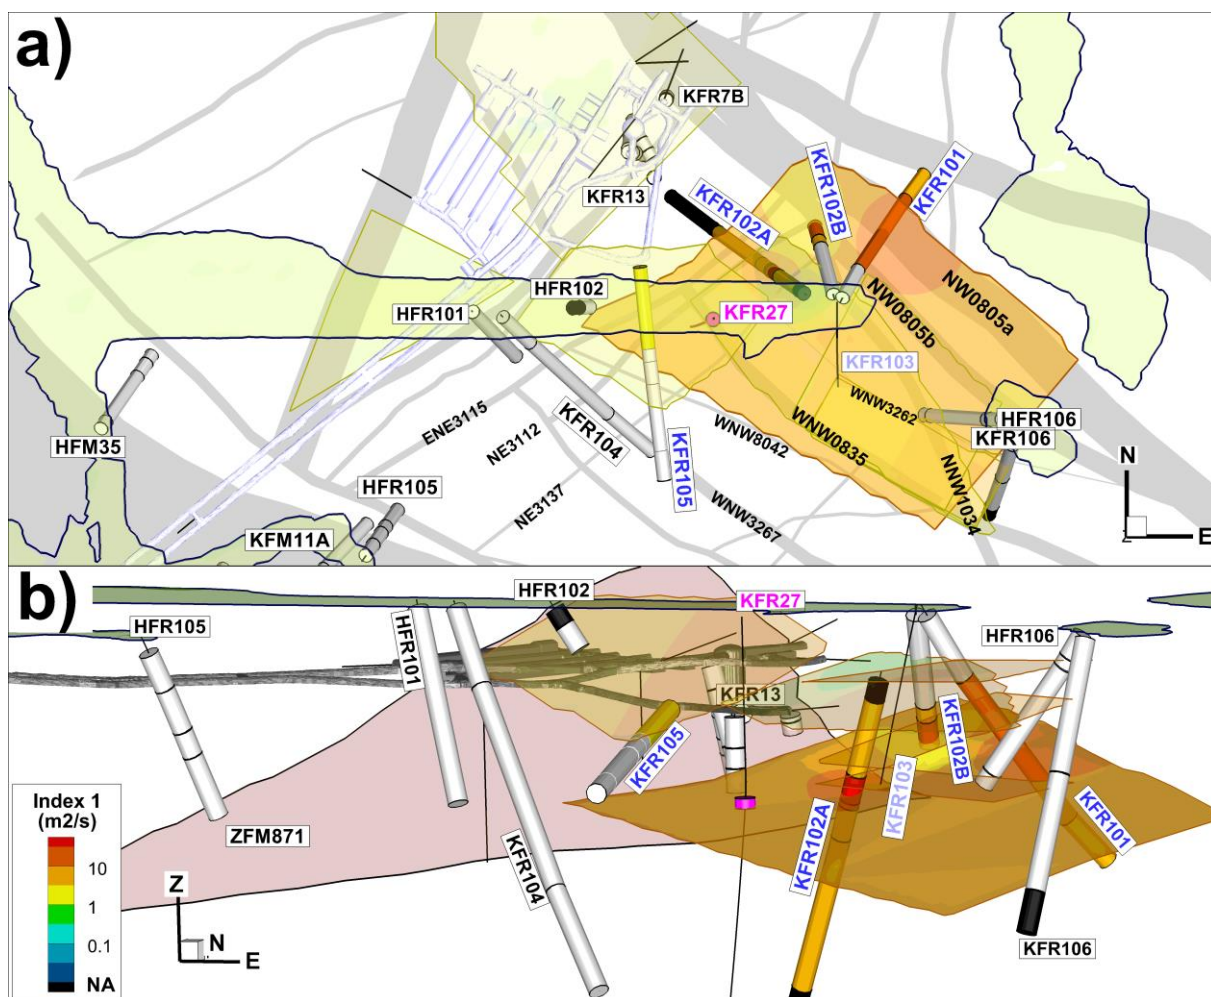 a)
KFR7B
KFR13
KFR102A
KFR102B
KFR101
HFR101
HFR102
KFR27
NW0805b
NW0805a
KFR103
HFM35
ENE3115
NE3112
KFR104
KFR105
WNW8042
WNW0835
WNW3262
HFR106
KFR106
HFR105
NE3137
WNW3267
NNW1034
KFM11A
N
Z
E
b)
HFR102
KFR27
HFR105
HFR101
HFR106
KFR13
KFR105
KFR102B
KFR103
KFR102A
KFR101
ZFM871
KFR104
KFR106
Index 1
(m2/s)
10
1
0.1
NA
Z
N
E